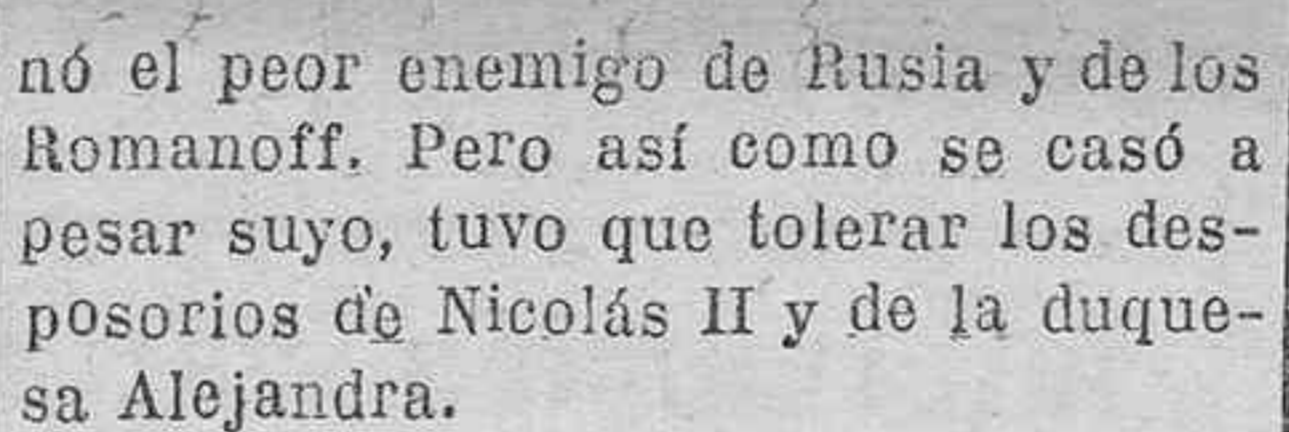 nó el peor enemigo de Rusia y de los
Romanoff. Pero así como se casó a
pesar suyo, tuvo que tolerar los des-
posorios de Nicolás II y de la duque-
sa Alejandra.